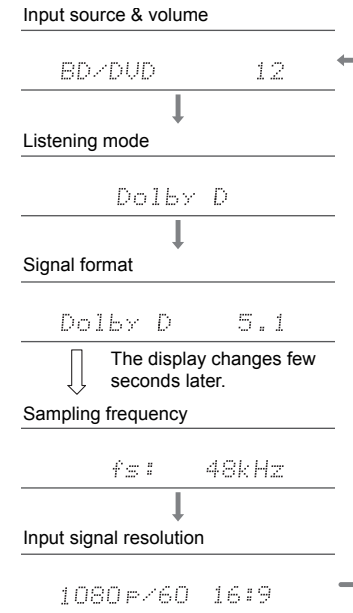 Input source & volume
BD/DVD 12
Listening mode
Dolby D
Signal format
Dolby D 5.1
The display changes few
seconds later.
Sampling frequency
fs: 48kHz
Input signal resolution
1080p/60 16:9